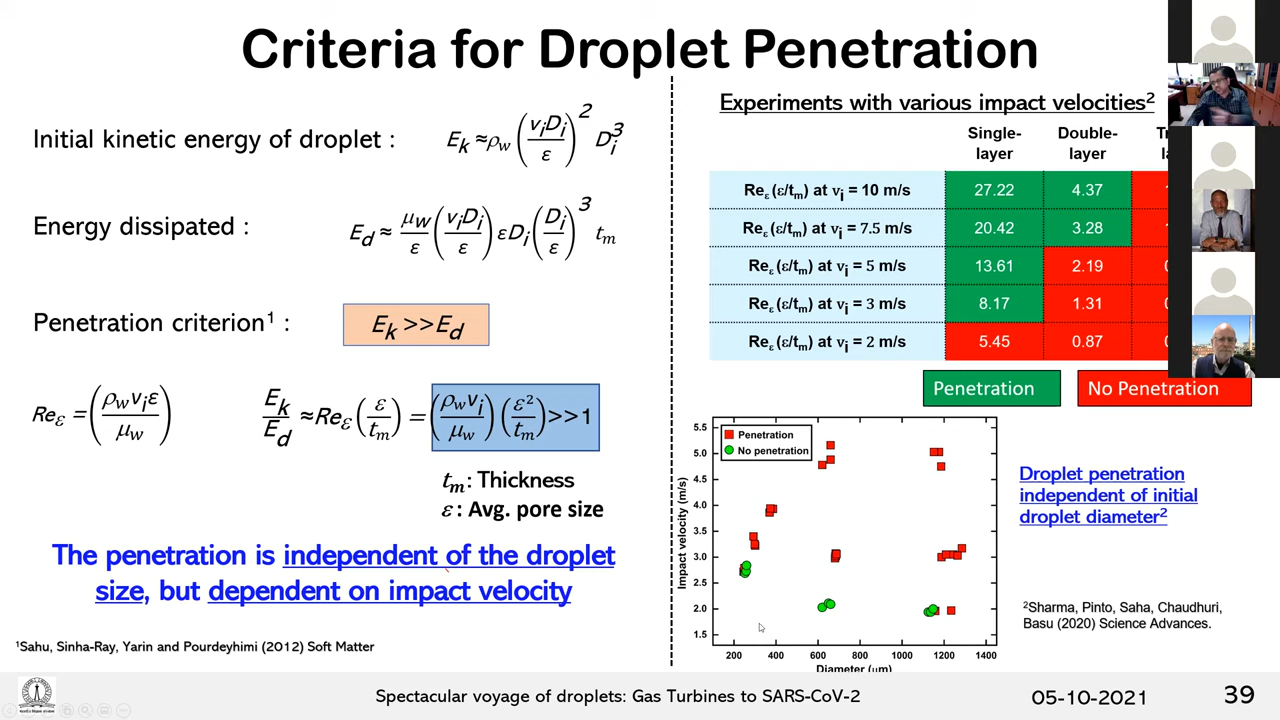 Criteria for Droplet Penetration
Initial kinetic energy of droplet : E_k ≈ρ_w (v_iD_i/ε)^2 D_i^3
Energy dissipated : E_d ≈ μ_w/ε (v_iD_i/ε) εD_i (D_i/ε)^3 t_m
Penetration criterion¹ : E_k >>E_d
Re_ε = (ρ_w v_i ε/μ_w) E_k/E_d ≈Re_ε (ε/t_m) = (ρ_w v_i/μ_w) (ε²/t_m)>>1
t_m: Thickness
ε : Avg. pore size
The penetration is independent of the droplet
size, but dependent on impact velocity
¹Sahu, Sinha-Ray, Yarin and Pourdeyhimi (2012) Soft Matter
Experiments with various impact velocities²
Single-layer Double-layer
Re_ε (ε/t_m) at v_i = 10 m/s 27.22 4.37
Re_ε (ε/t_m) at v_i = 7.5 m/s 20.42 3.28
Re_ε (ε/t_m) at v_i = 5 m/s 13.61 2.19
Re_ε (ε/t_m) at v_i = 3 m/s 8.17 1.31
Re_ε (ε/t_m) at v_i = 2 m/s 5.45 0.87
Penetration No Penetration
Penetration
No penetration
Impact velocity (m/s)
5.5
5.0
4.5
4.0
3.5
3.0
2.5
2.0
1.5
200 400 600 800 1000 1200 1400
Diameter (μm)
Droplet penetration
independent of initial
droplet diameter²
²Sharma, Pinto, Saha, Chaudhuri,
Basu (2020) Science Advances.
Spectacular voyage of droplets: Gas Turbines to SARS-CoV-2 05-10-2021 39